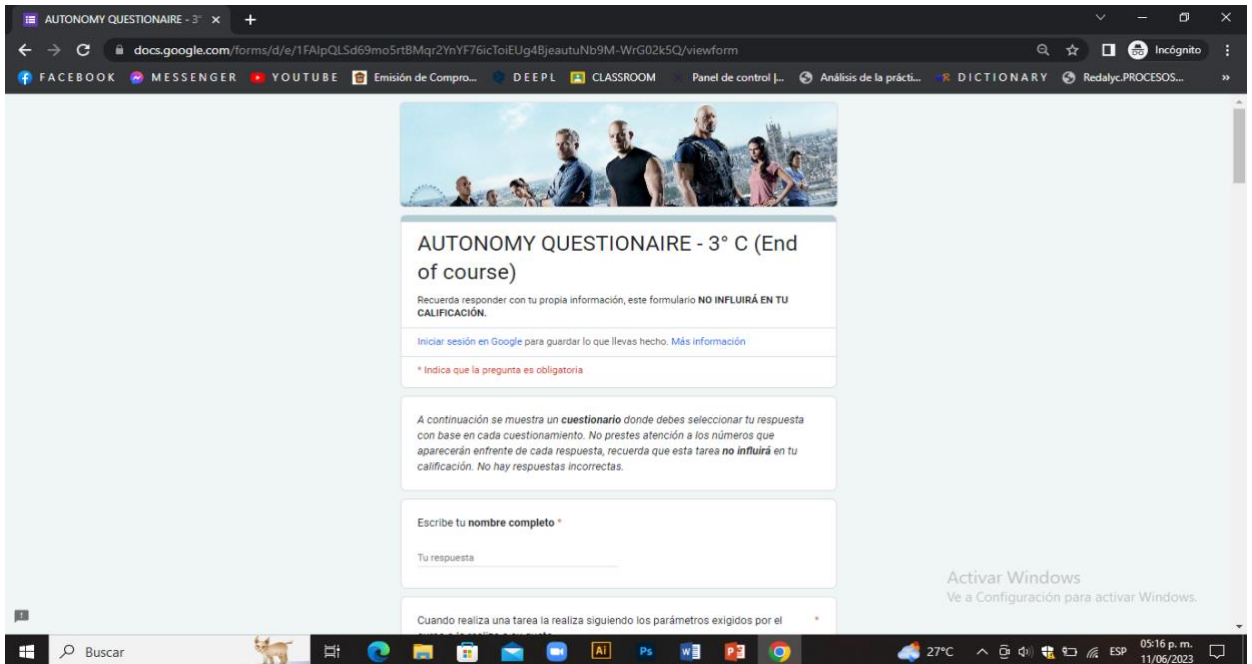 AUTONOMY QUESTIONAIRE - 3°
docs.google.com/forms/d/e/1FAIpQLSd69mo5rtBMqr2YnYF76icToiEUg4BjeautuNb9M-WrG02k5Q/viewform
Incógnito
FACEBOOK MESSENGER YOUTUBE Emisión de Compro... DEEPL CLASSROOM Panel de control |... Análisis de la prácti... DICTIONARY Redalyc.PROCESOS... »
AUTONOMY QUESTIONAIRE - 3° C (End
of course)
Recuerda responder con tu propia información, este formulario NO INFLUIRÁ EN TU
CALIFICACIÓN.
Iniciar sesión en Google para guardar lo que llevas hecho. Más información
* Indica que la pregunta es obligatoria
A continuación se muestra un cuestionario donde debes seleccionar tu respuesta
con base en cada cuestionamiento. No prestes atención a los números que
aparecerán enfrente de cada respuesta, recuerda que esta tarea no influirá en tu
calificación. No hay respuestas incorrectas.
Escribe tu nombre completo *
Tu respuesta
Activar Windows
Ve a Configuración para activar Windows.
Cuando realiza una tarea la realiza siguiendo los parámetros exigidos por el *
Buscar
Ai
Ps
27°C
ESP
05:16 p. m.
11/06/2023